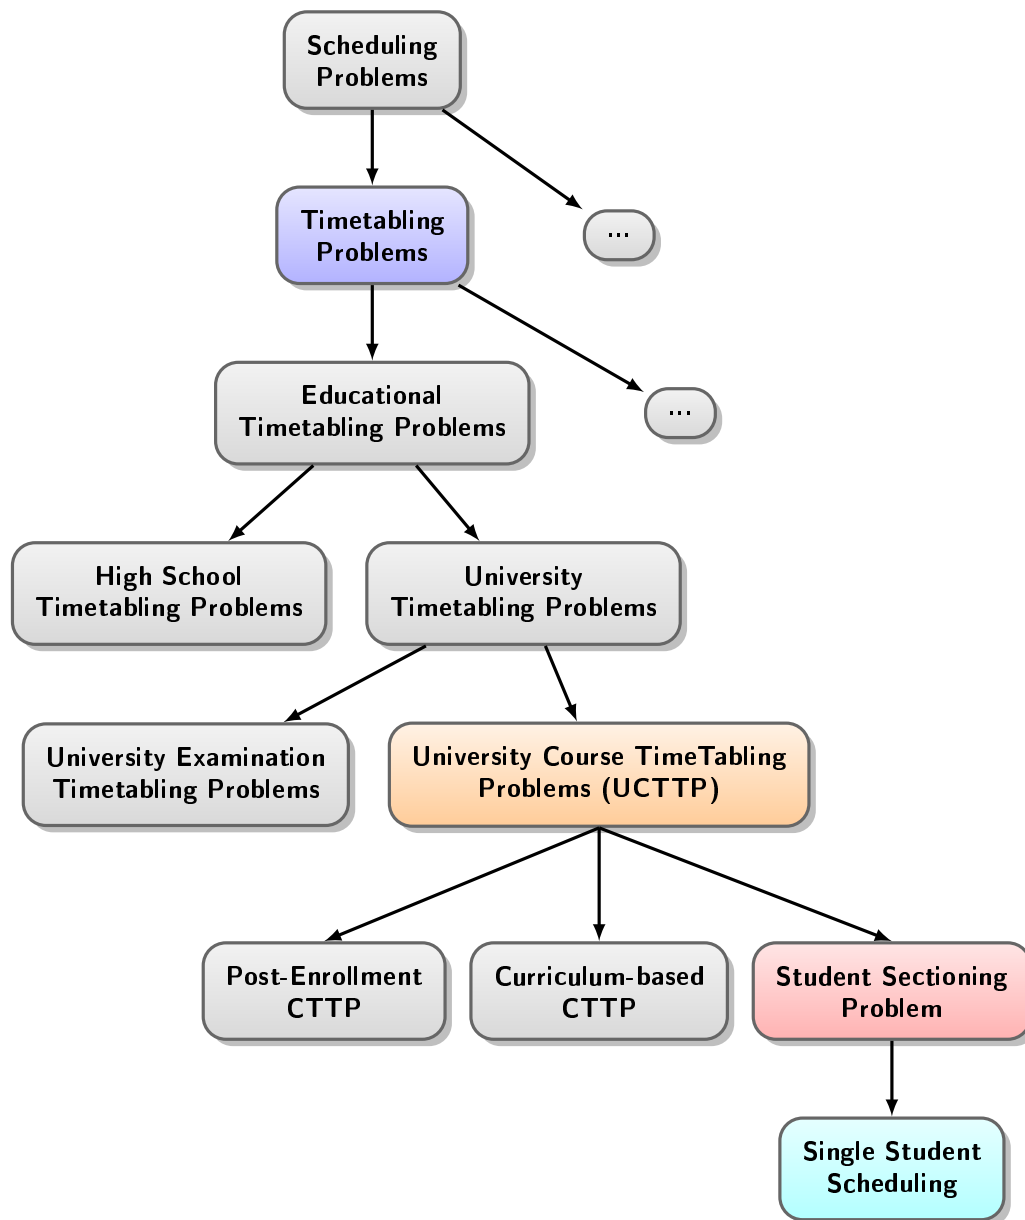 Scheduling
Problems
Timetabling
Problems
...
Educational
Timetabling Problems
...
High School
Timetabling Problems
University
Timetabling Problems
University Examination
Timetabling Problems
University Course TimeTabling
Problems (UCTTP)
Post-Enrollment
CTTP
Curriculum-based
CTTP
Student Sectioning
Problem
Single Student
Scheduling